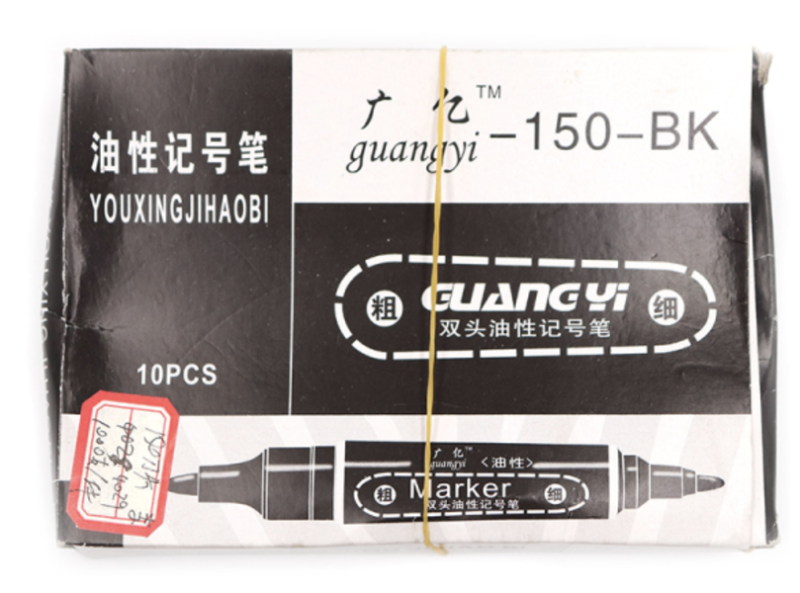 油性记号笔
YOUXINGJIHAOBI
10PCS
广亿™
guangyi-150-BK
粗 GUANGYi 细
双头油性记号笔
广亿™
guangyi <油性>
粗 Marker 细
双头油性记号笔